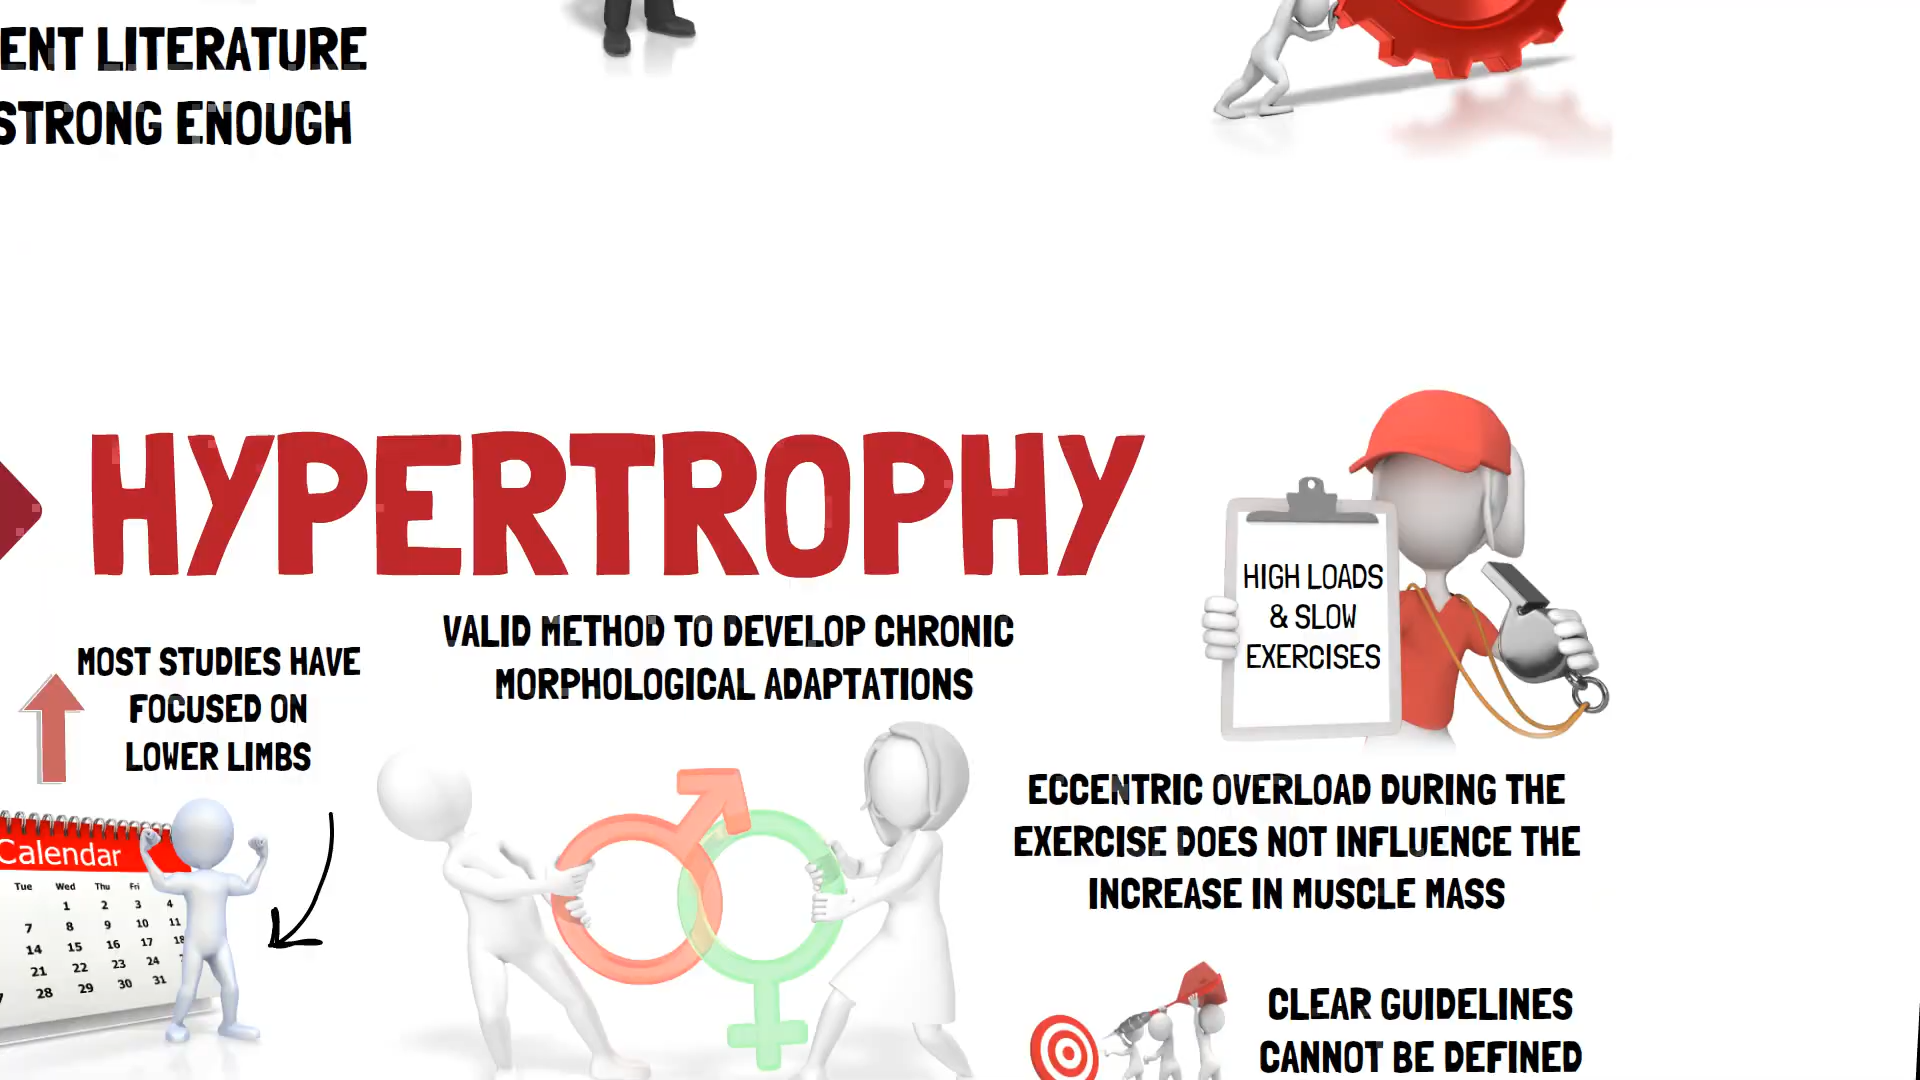 ENT LITERATURE
STRONG ENOUGH
HYPERTROPHY
VALID METHOD TO DEVELOP CHRONIC
MORPHOLOGICAL ADAPTATIONS
MOST STUDIES HAVE
FOCUSED ON
LOWER LIMBS
HIGH LOADS
& SLOW
EXERCISES
ECCENTRIC OVERLOAD DURING THE
EXERCISE DOES NOT INFLUENCE THE
INCREASE IN MUSCLE MASS
Calendar
Tue Wed Thu Fri
1 2 3 4
7 8 9 10 11
14 15 16 17 18
21 22 23 24
28 29 30 31
CLEAR GUIDELINES
CANNOT BE DEFINED